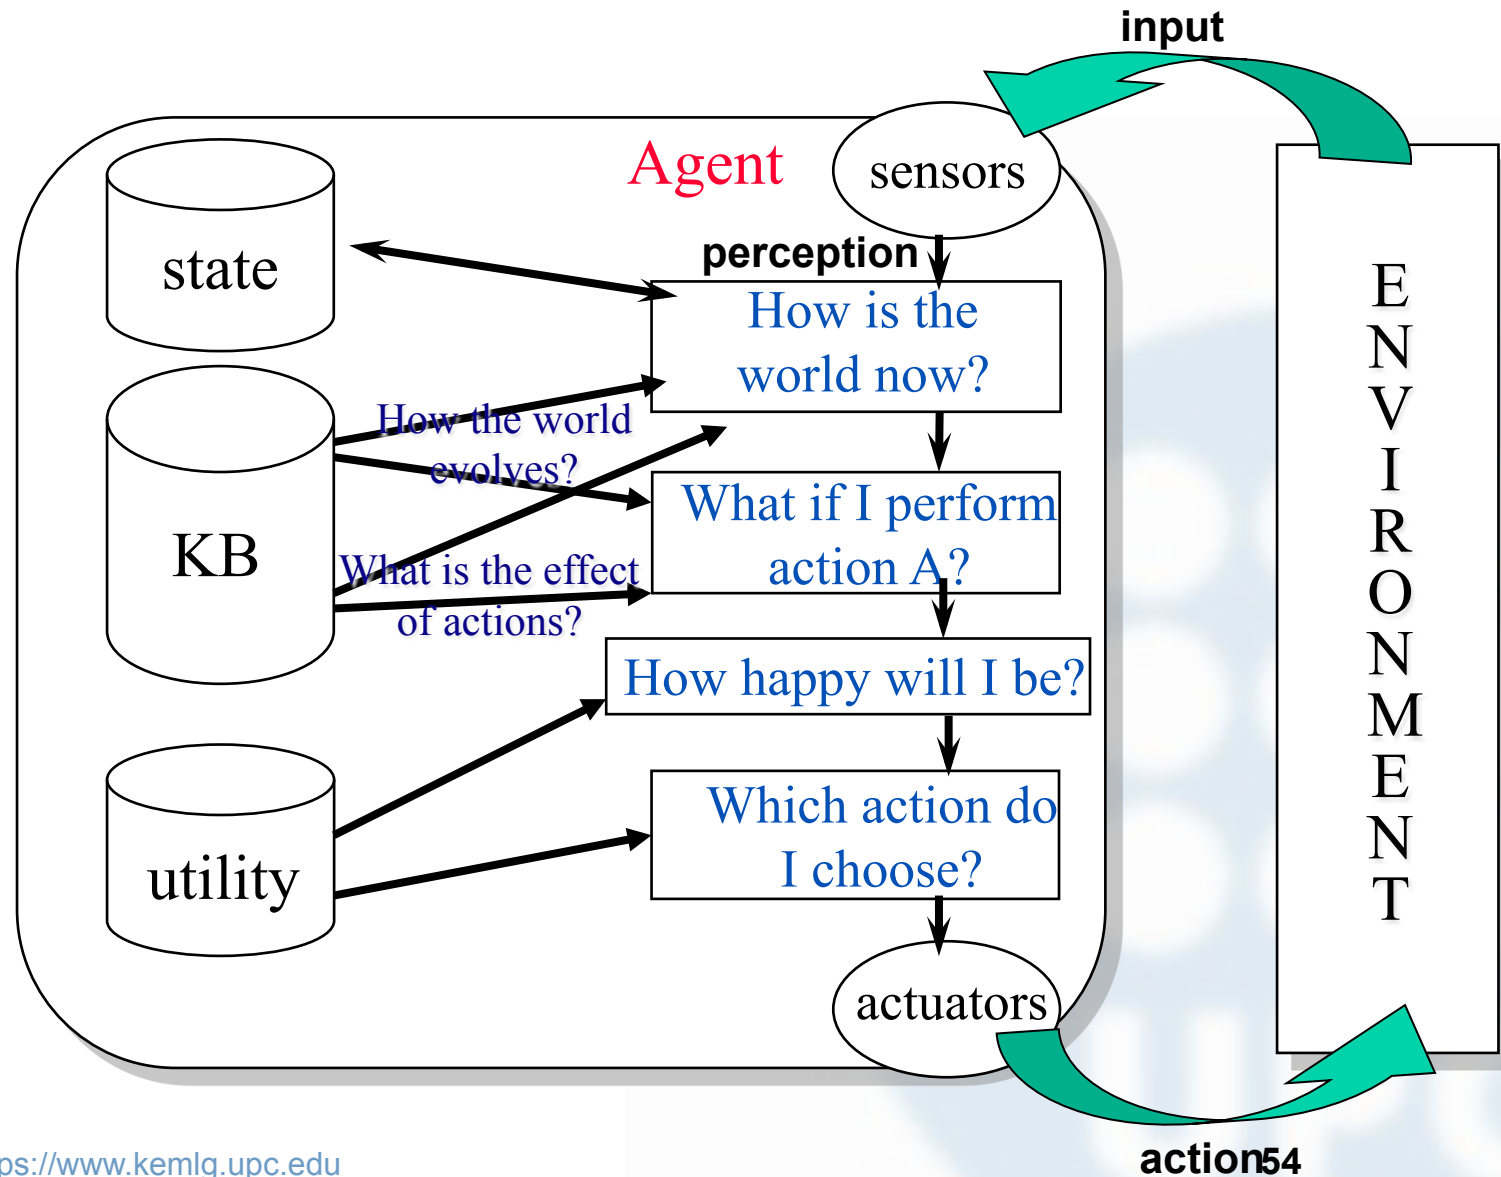 input
Agent
sensors
perception
state
How is the
world now?
How the world
evolves?
KB
What if I perform
action A?
What is the effect
of actions?
How happy will I be?
utility
Which action do
I choose?
actuators
ENVIRONMENT
action54
ps://www.kemlg.upc.edu